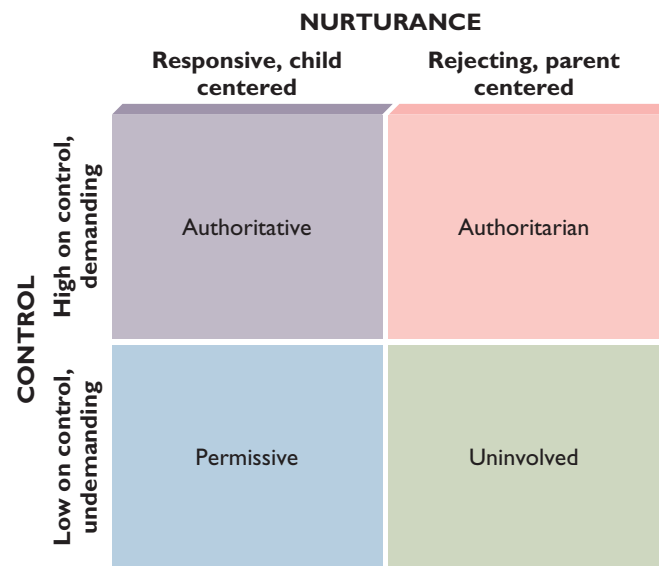 NURTURANCE
Responsive, child
centered
Rejecting, parent
centered
CONTROL
High on control,
demanding
Authoritative
Authoritarian
Low on control,
undemanding
Permissive
Uninvolved